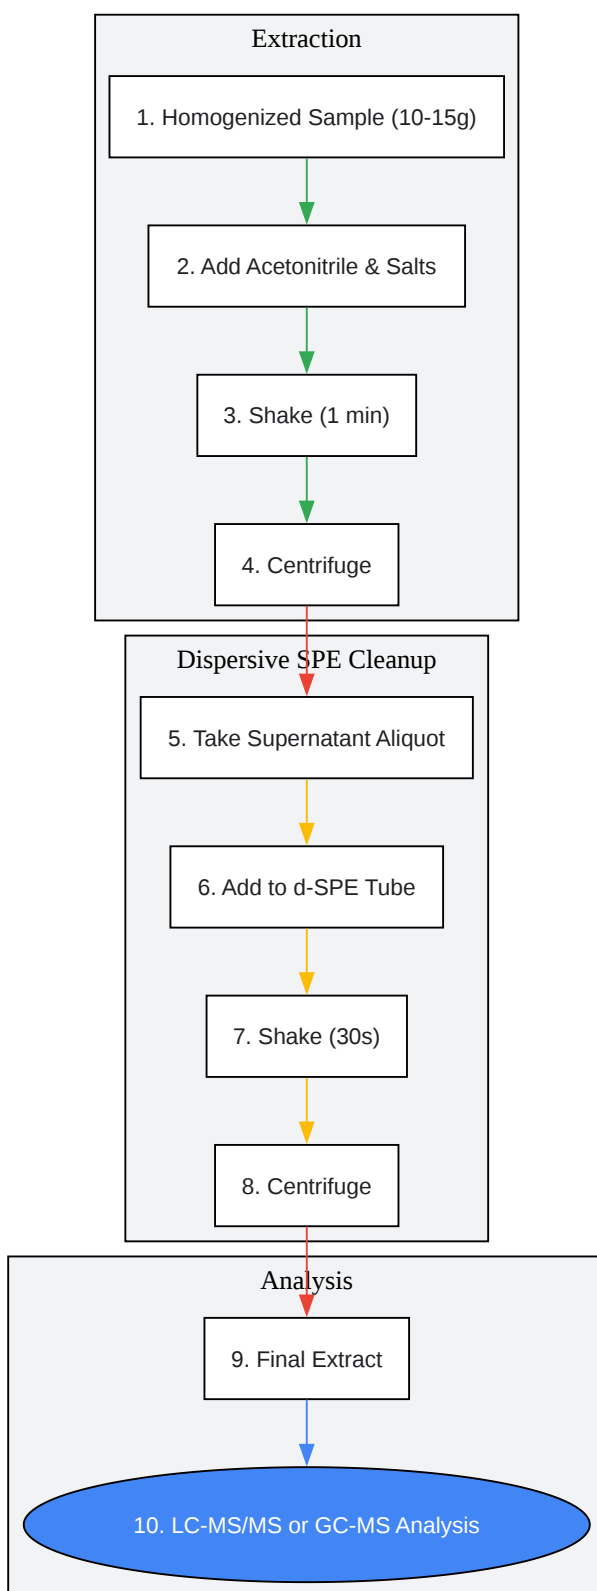 Extraction
1. Homogenized Sample (10-15g)
2. Add Acetonitrile & Salts
3. Shake (1 min)
4. Centrifuge
Dispersive SPE Cleanup
5. Take Supernatant Aliquot
6. Add to d-SPE Tube
7. Shake (30s)
8. Centrifuge
Analysis
9. Final Extract
10. LC-MS/MS or GC-MS Analysis